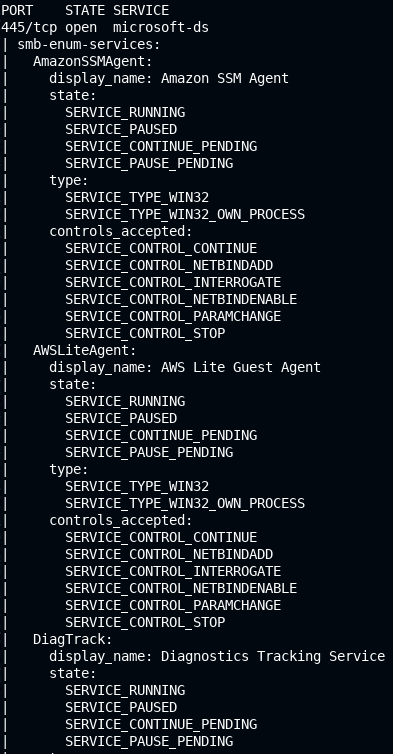 PORT    STATE SERVICE
445/tcp open  microsoft-ds
| smb-enum-services:
|   AmazonSSMAgent:
|     display_name: Amazon SSM Agent
|     state:
|       SERVICE_RUNNING
|       SERVICE_PAUSED
|       SERVICE_CONTINUE_PENDING
|       SERVICE_PAUSE_PENDING
|     type:
|       SERVICE_TYPE_WIN32
|       SERVICE_TYPE_WIN32_OWN_PROCESS
|     controls_accepted:
|       SERVICE_CONTROL_CONTINUE
|       SERVICE_CONTROL_NETBINDADD
|       SERVICE_CONTROL_INTERROGATE
|       SERVICE_CONTROL_NETBINDENABLE
|       SERVICE_CONTROL_PARAMCHANGE
|       SERVICE_CONTROL_STOP
|   AWSLiteAgent:
|     display_name: AWS Lite Guest Agent
|     state:
|       SERVICE_RUNNING
|       SERVICE_PAUSED
|       SERVICE_CONTINUE_PENDING
|       SERVICE_PAUSE_PENDING
|     type:
|       SERVICE_TYPE_WIN32
|       SERVICE_TYPE_WIN32_OWN_PROCESS
|     controls_accepted:
|       SERVICE_CONTROL_CONTINUE
|       SERVICE_CONTROL_NETBINDADD
|       SERVICE_CONTROL_INTERROGATE
|       SERVICE_CONTROL_NETBINDENABLE
|       SERVICE_CONTROL_PARAMCHANGE
|       SERVICE_CONTROL_STOP
|   DiagTrack:
|     display_name: Diagnostics Tracking Service
|     state:
|       SERVICE_RUNNING
|       SERVICE_PAUSED
|       SERVICE_CONTINUE_PENDING
|       SERVICE_PAUSE_PENDING